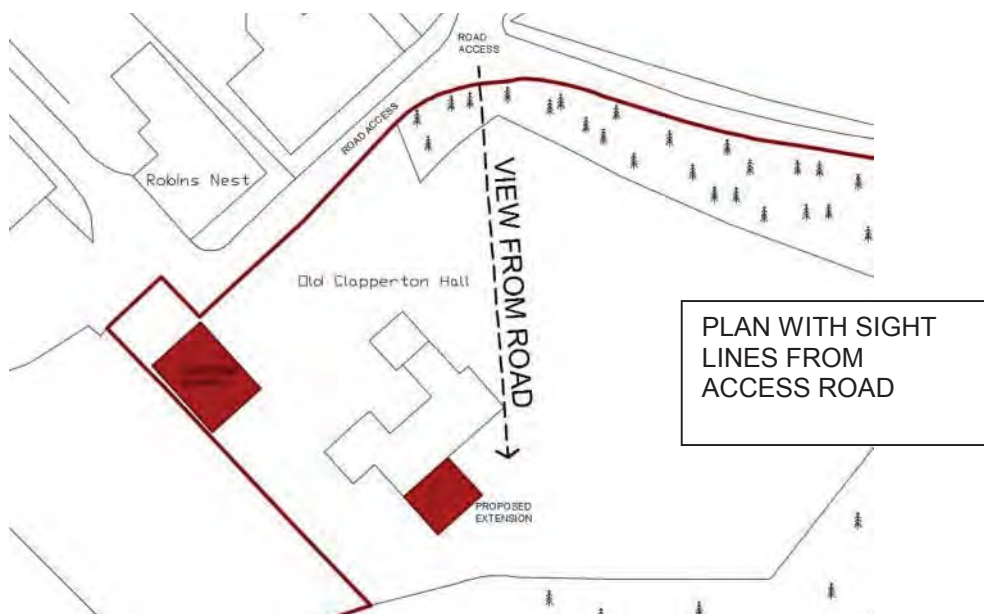 ROAD
ACCESS
ROAD ACCESS
Robins Nest
VIEW FROM ROAD
Old Clapperton Hall
PLAN WITH SIGHT
LINES FROM
ACCESS ROAD
PROPOSED
EXTENSION